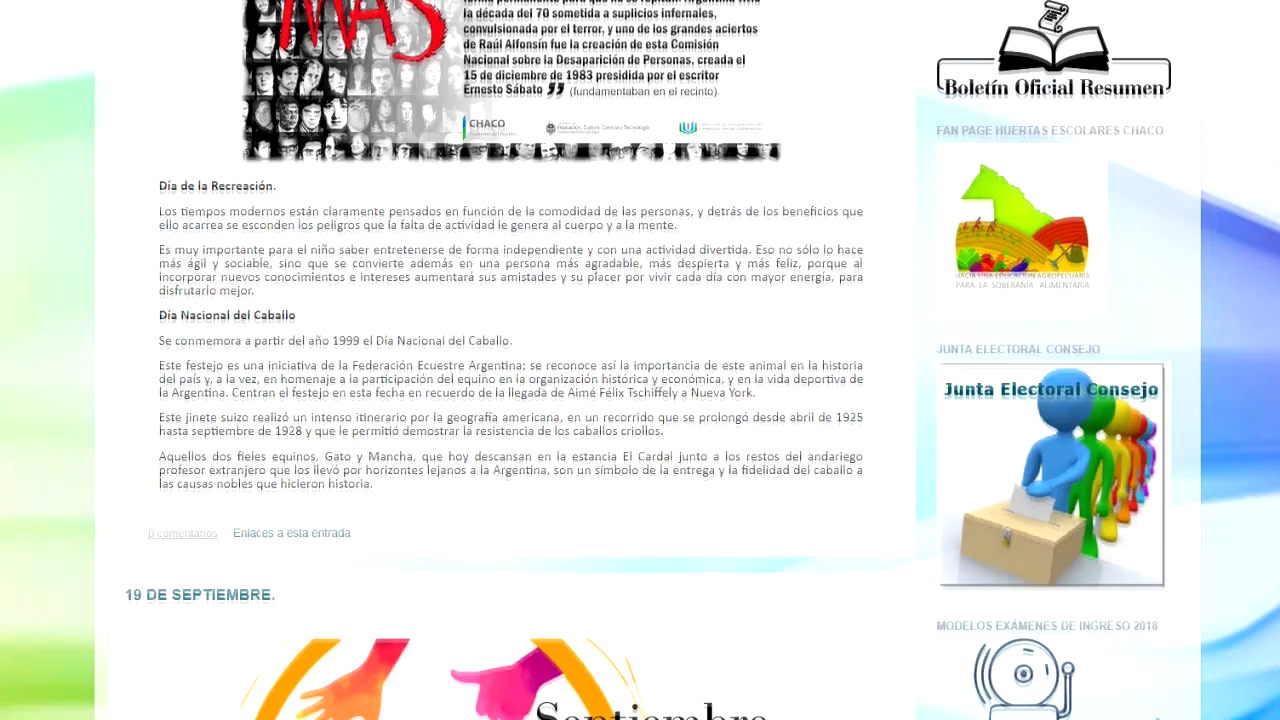 MAS
la década del 70 sometida a suplicios infernales,
convulsionada por el terror, y uno de los grandes aciertos
de Raúl Alfonsín fue la creación de esta Comisión
Nacional sobre la Desaparición de Personas, creada el
15 de diciembre de 1983 presidida por el escritor
Ernesto Sábato ” (fundamentaban en el recinto).
CHACO
Día de la Recreación.
Los tiempos modernos están claramente pensados en función de la comodidad de las personas, y detrás de los beneficios que
ello acarrea se esconden los peligros que la falta de actividad le genera al cuerpo y a la mente.
Es muy importante para el niño saber entretenerse de forma independiente y con una actividad divertida. Eso no sólo lo hace
más ágil y sociable, sino que se convierte además en una persona más agradable, más despierta y más feliz, porque al
incorporar nuevos conocimientos e intereses aumentará sus amistades y su placer por vivir cada día con mayor energía, para
disfrutarlo mejor.
Día Nacional del Caballo
Se conmemora a partir del año 1999 el Día Nacional del Caballo.
Este festejo es una iniciativa de la Federación Ecuestre Argentina; se reconoce así la importancia de este animal en la historia
del país y, a la vez, en homenaje a la participación del equino en la organización histórica y económica, y en la vida deportiva de
la Argentina. Centran el festejo en esta fecha en recuerdo de la llegada de Aimé Félix Tschiffely a Nueva York.
Este jinete suizo realizó un intenso itinerario por la geografía americana, en un recorrido que se prolongó desde abril de 1925
hasta septiembre de 1928 y que le permitió demostrar la resistencia de los caballos criollos.
Aquellos dos fieles equinos, Gato y Mancha, que hoy descansan en la estancia El Cardal junto a los restos del andariego
profesor extranjero que los llevó por horizontes lejanos a la Argentina, son un símbolo de la entrega y la fidelidad del caballo a
las causas nobles que hicieron historia.
0 comentarios Enlaces a esta entrada
19 DE SEPTIEMBRE.
Septiembre
Boletín Oficial Resumen
FAN PAGE HUERTAS ESCOLARES CHACO
HACIA UNA EDUCACIÓN AGROPECUARIA
PARA LA SOBERANIA ALIMENTARIA
JUNTA ELECTORAL CONSEJO
Junta Electoral Consejo
MODELOS EXÁMENES DE INGRESO 2018